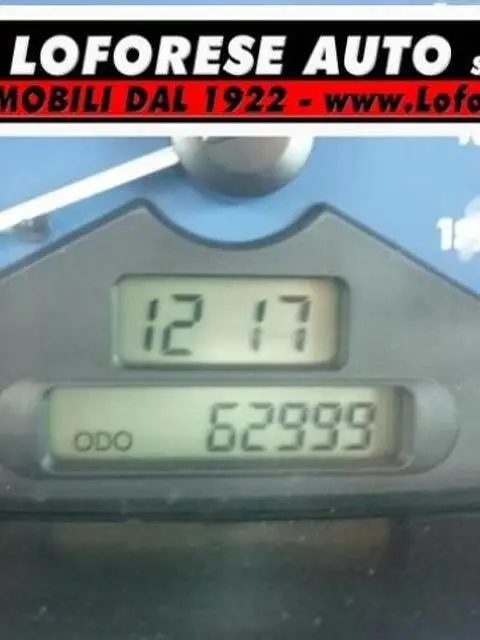 LOFORESE AUTO s
MOBILI DAL 1922 - www.Lofo
12 17
ODO 62999